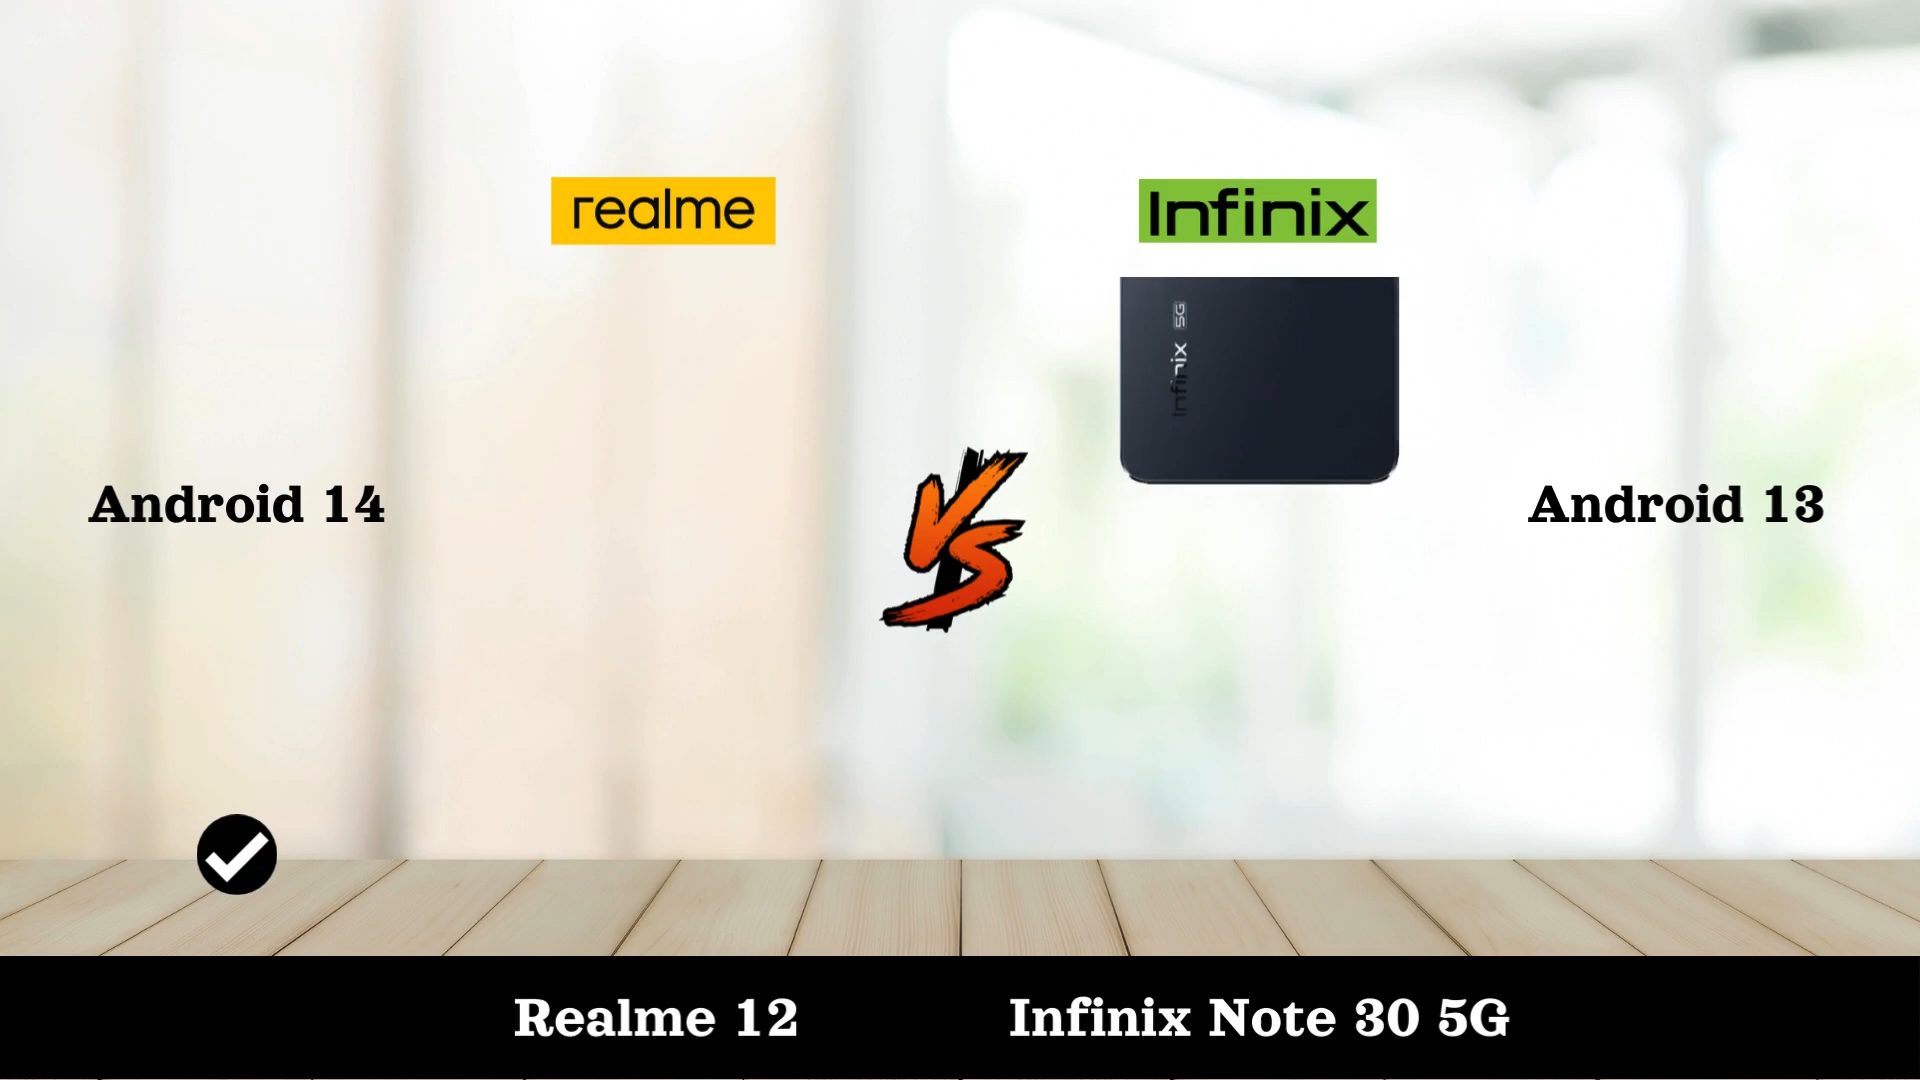 realme
Infinix
Infinix 5G
Android 14
VS
Android 13
Realme 12
Infinix Note 30 5G